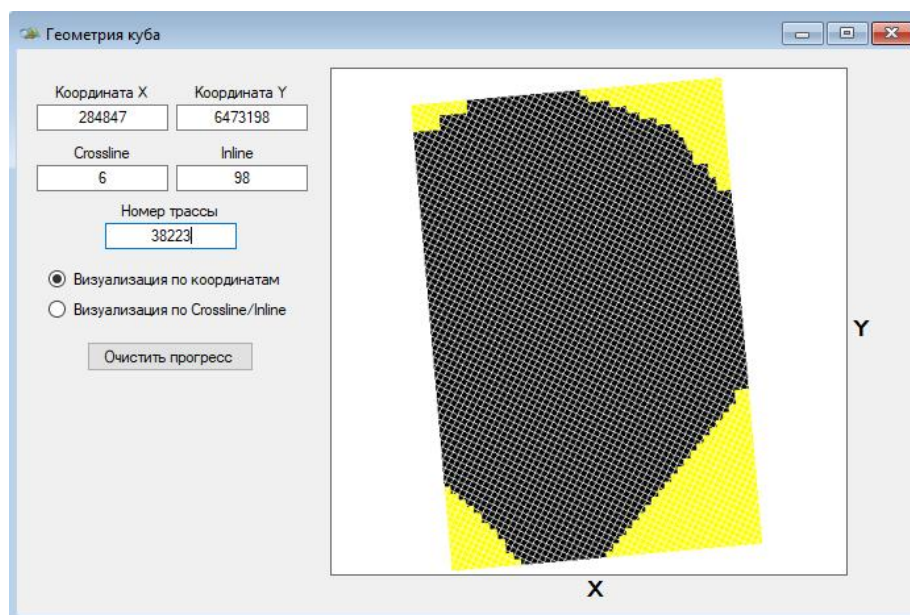 Геометрия куба
Координата X Координата Y
284847 6473198
Crossline Inline
6 98
Номер трассы
38223
Визуализация по координатам
Визуализация по Crossline/Inline
Очистить прогресс
Y
X